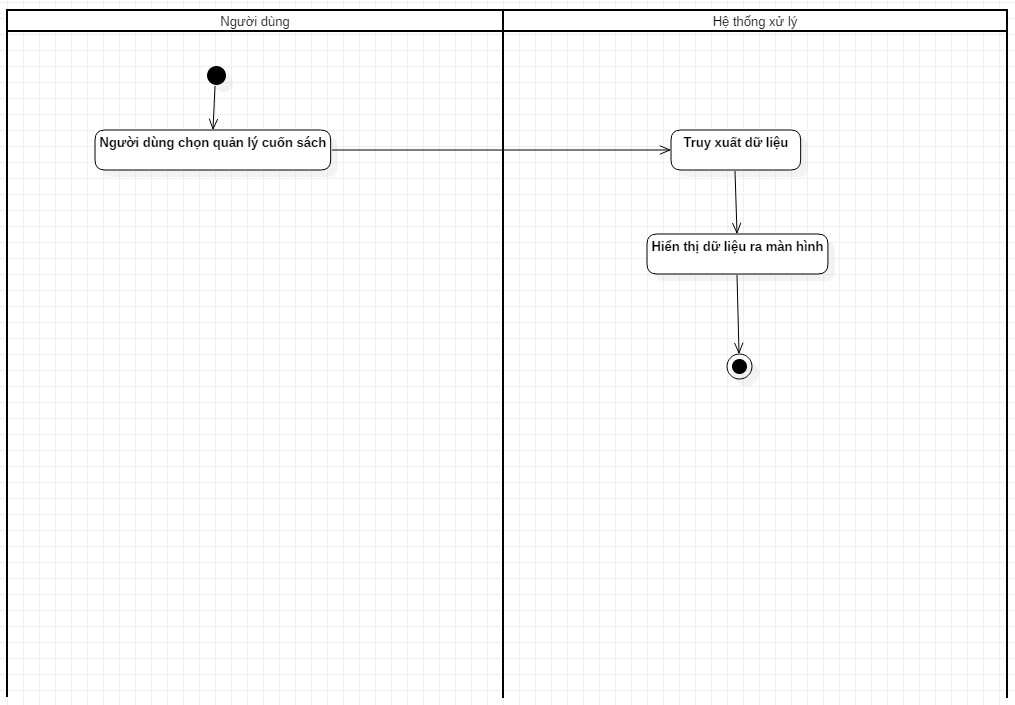 Người dùng
Hệ thống xử lý
Người dùng chọn quản lý cuốn sách
Truy xuất dữ liệu
Hiển thị dữ liệu ra màn hình